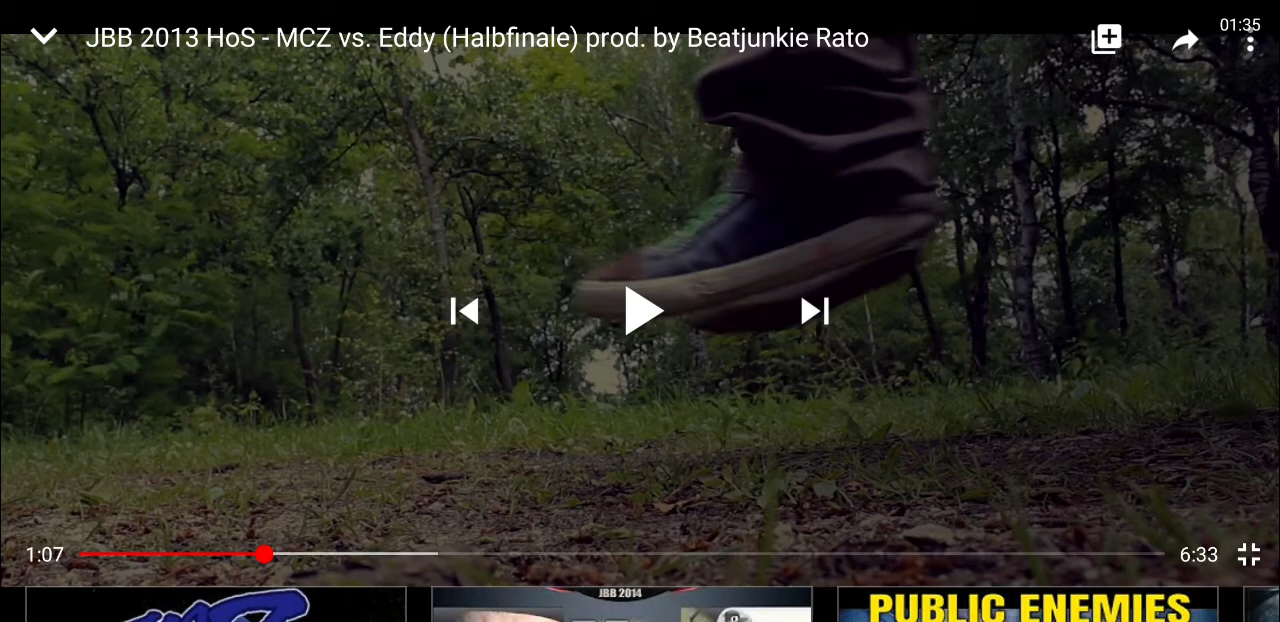 JBB 2013 HoS - MCZ vs. Eddy (Halbfinale) prod. by Beatjunkie Rato
01:35
1:07
6:33
JBB 2014
PUBLIC ENEMIES